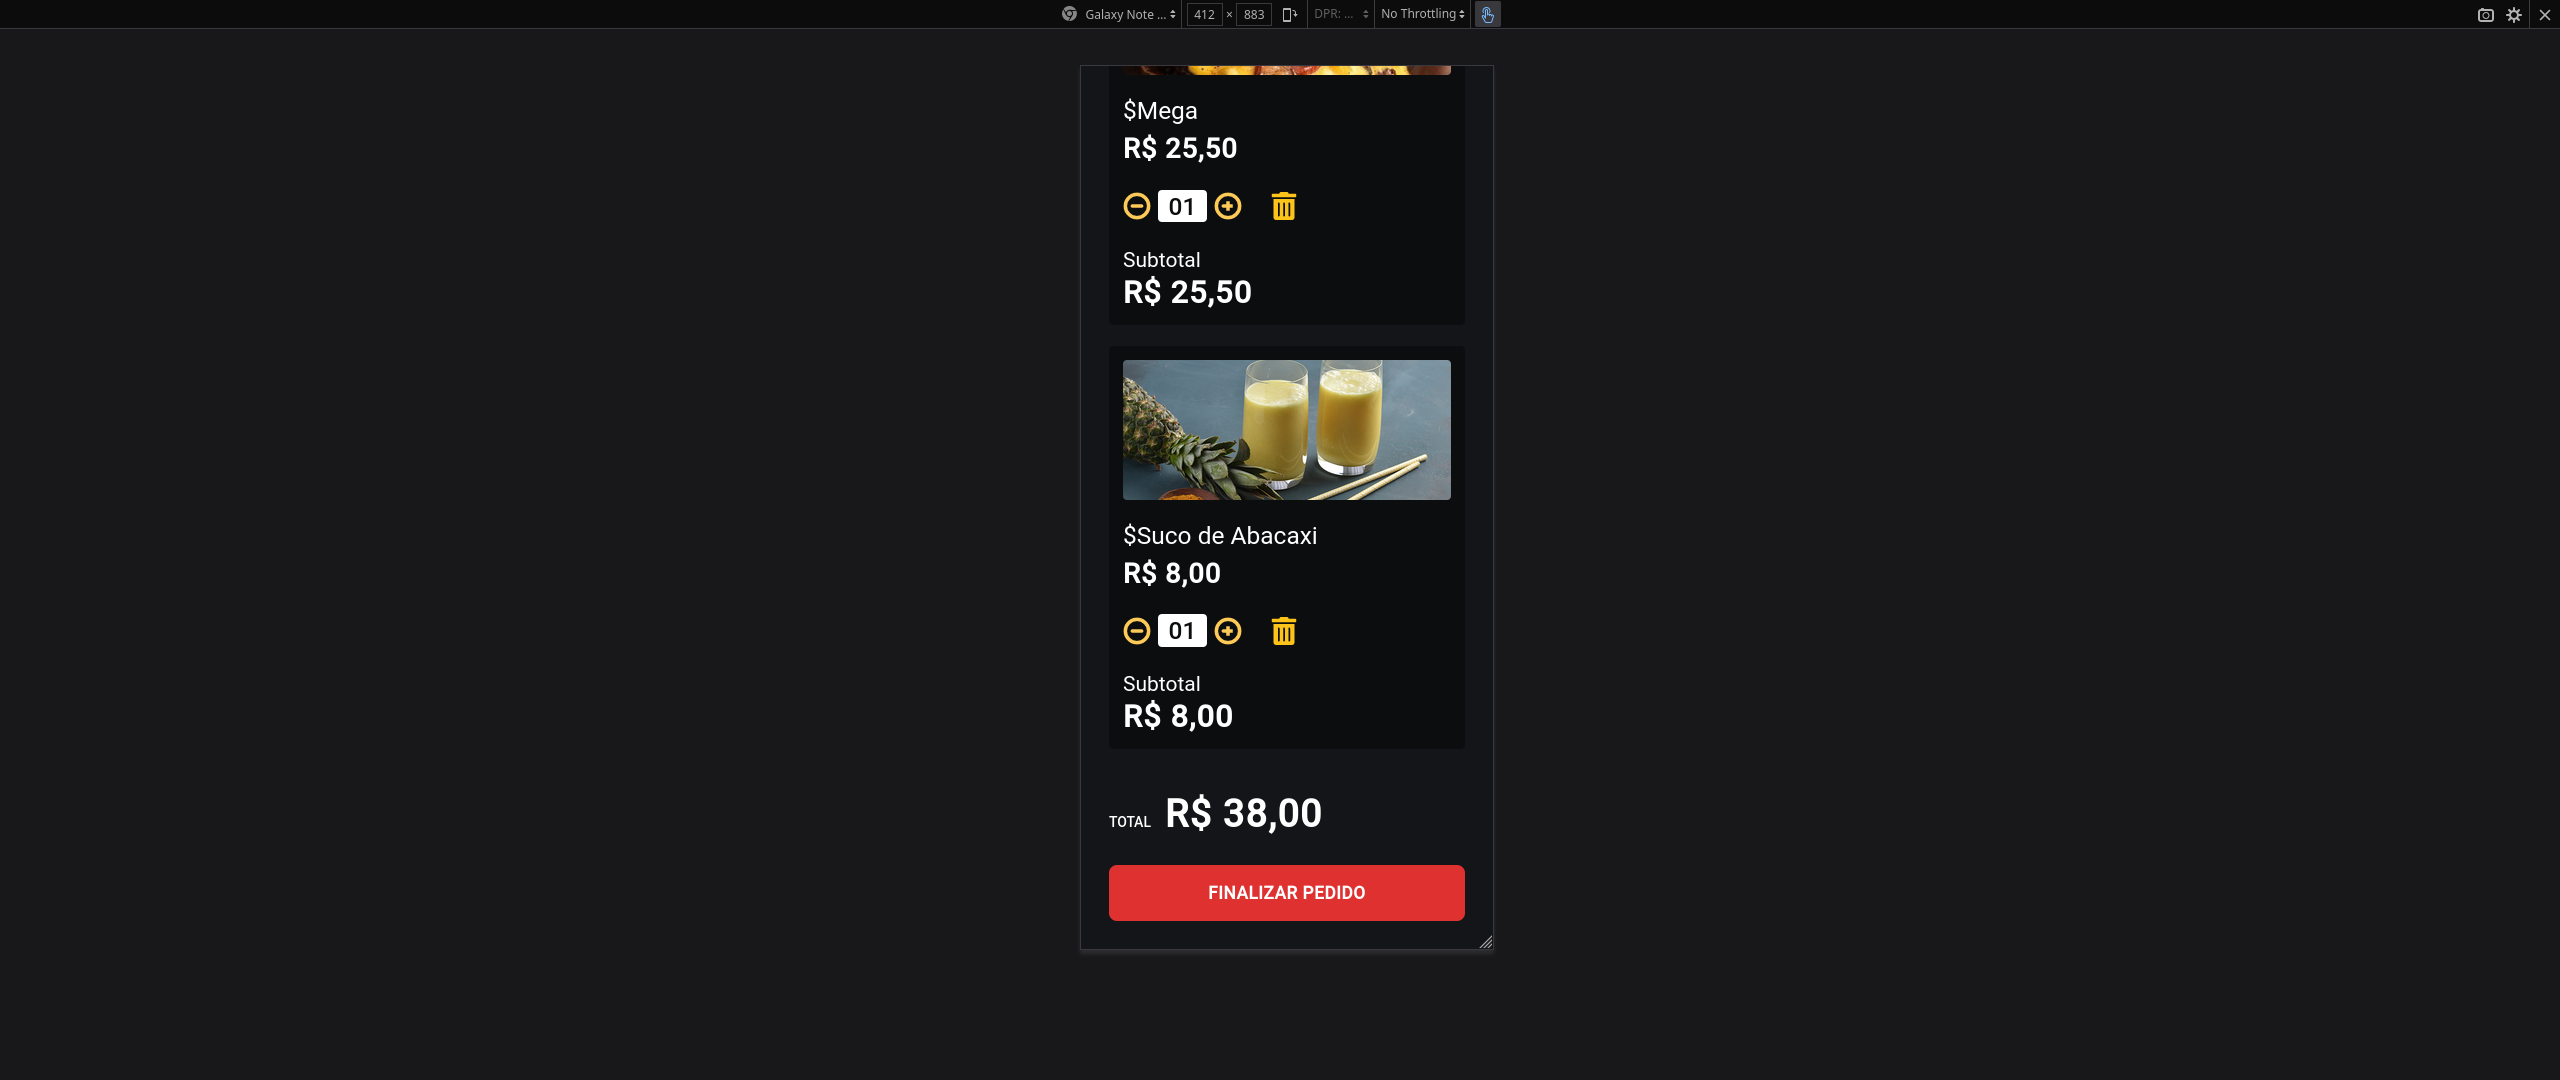 Galaxy Note ... 412 × 883 DPR: ... No Throttling
$Mega
R$ 25,50
01
Subtotal
R$ 25,50
$Suco de Abacaxi
R$ 8,00
01
Subtotal
R$ 8,00
TOTAL R$ 38,00
FINALIZAR PEDIDO